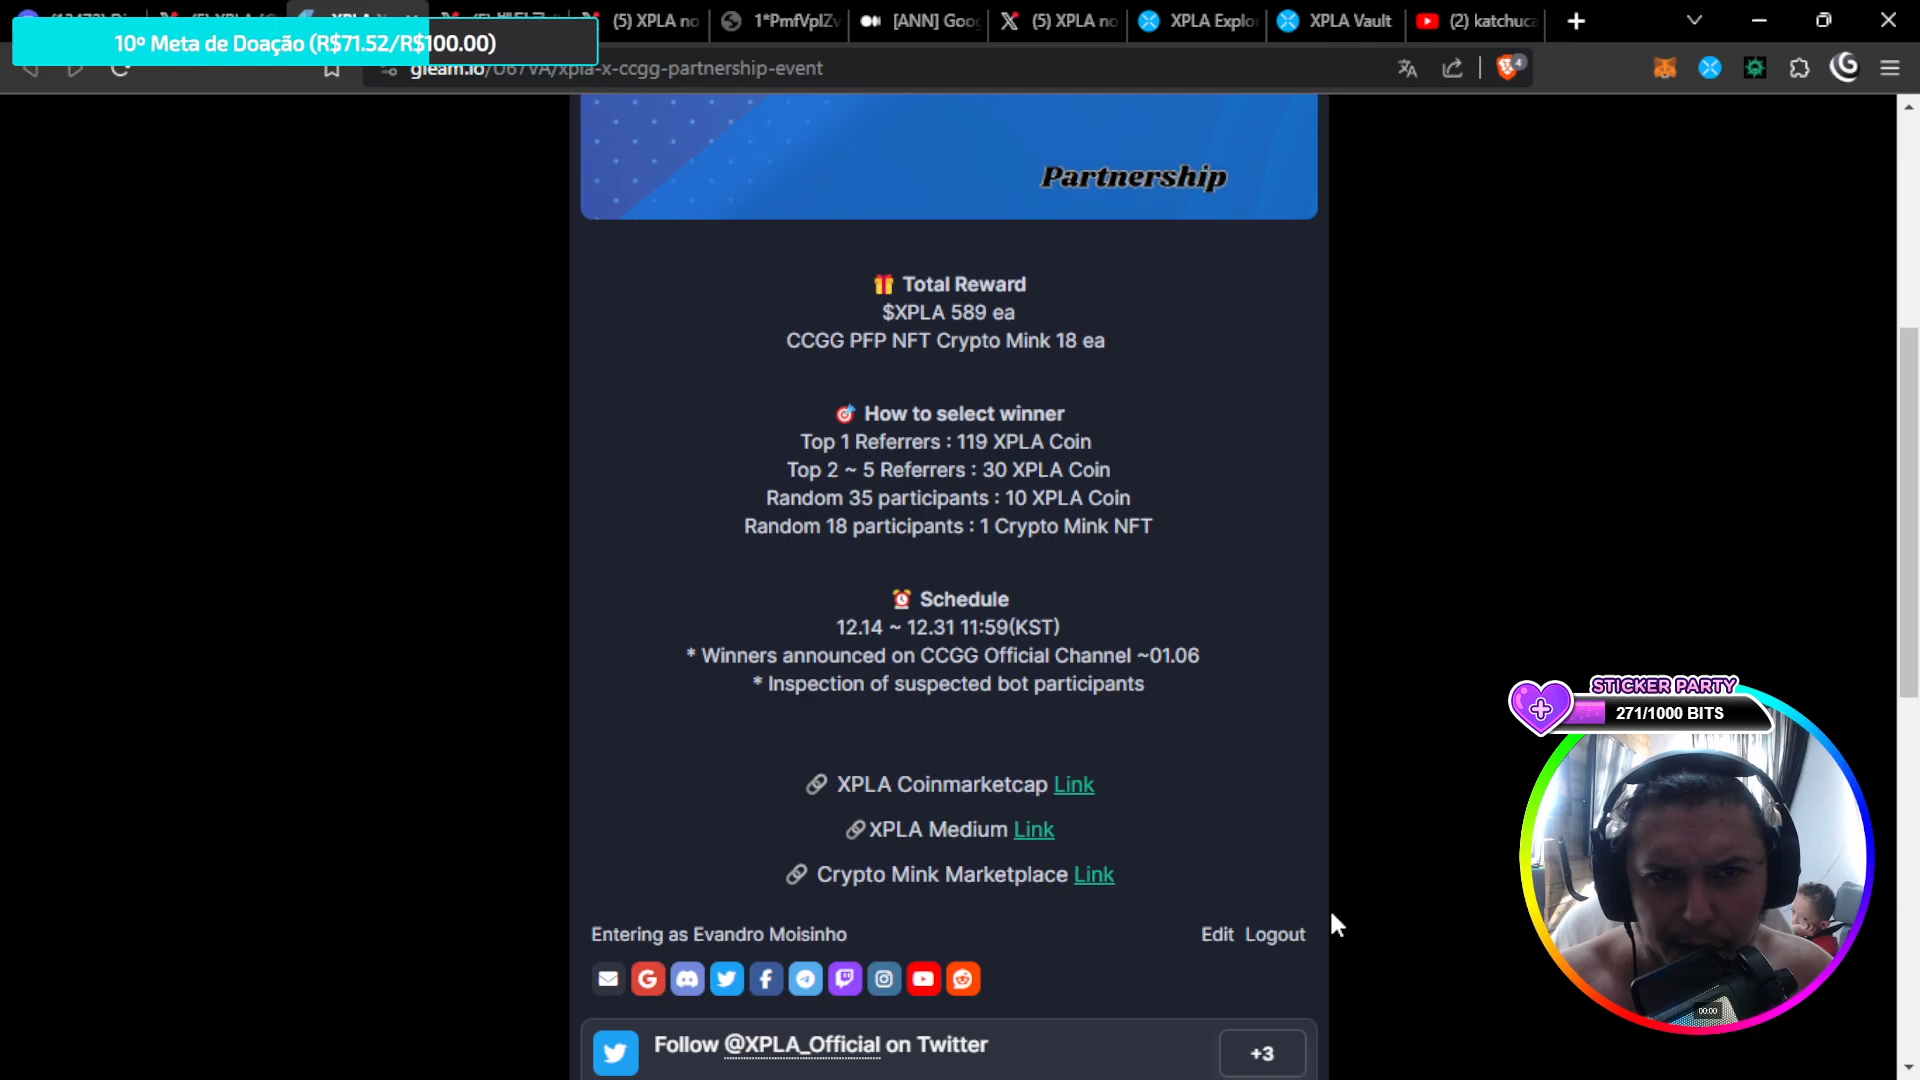 XPLA no
1*PmfVpIZv
[ANN] Goo
(5) XPLA no
XPLA Explo
XPLA Vault
(2) katchuca
10º Meta de Doação (R$71.52/R$100.00)
gleam.io/U67VA/xpla-x-ccgg-partnership-event
4
Partnership
Total Reward
$XPLA 589 ea
CCGG PFP NFT Crypto Mink 18 ea
How to select winner
Top 1 Referrers : 119 XPLA Coin
Top 2 ~ 5 Referrers : 30 XPLA Coin
Random 35 participants : 10 XPLA Coin
Random 18 participants : 1 Crypto Mink NFT
Schedule
12.14 ~ 12.31 11:59(KST)
* Winners announced on CCGG Official Channel ~01.06
* Inspection of suspected bot participants
STICKER PARTY
271/1000 BITS
XPLA Coinmarketcap Link
XPLA Medium Link
Crypto Mink Marketplace Link
Entering as Evandro Moisinho
Edit Logout
00:00
Follow @XPLA_Official on Twitter
+3